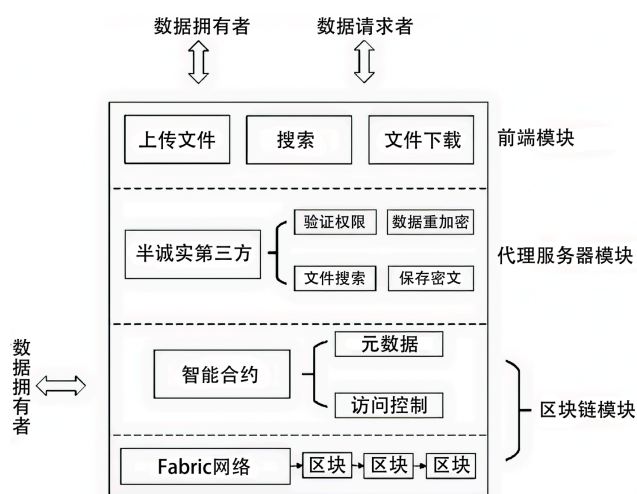 数据拥有者 数据请求者
上传文件 搜索 文件下载 前端模块
验证权限 数据重加密
半诚实第三方 代理服务器模块
文件搜索 保存密文
元数据
数据拥有者 智能合约
访问控制 区块链模块
Fabric网络 区块 区块 区块